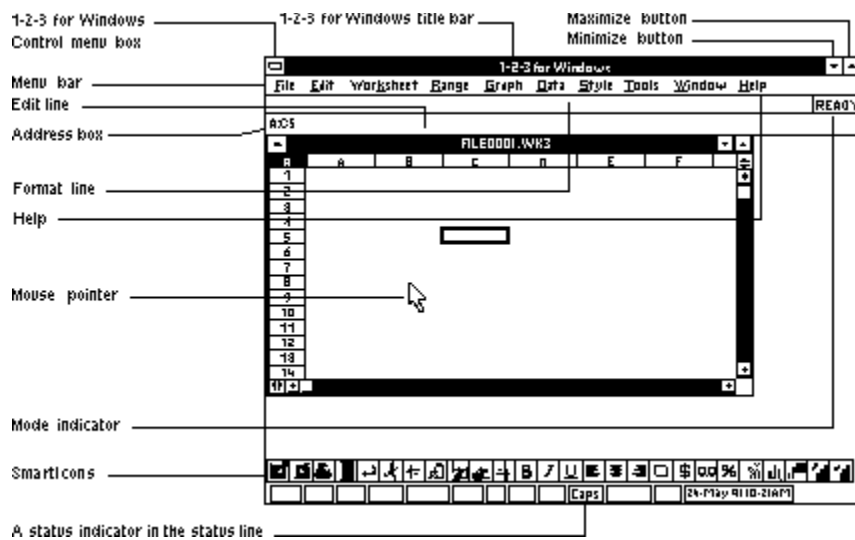 1-2-3 for Windows
Control menu box
1-2-3 for Windows title bar
Maximize button
Minimize button
1-2-3 for Windows
Menu bar
File Edit Worksheet Range Graph Data Style Tools Window Help
Edit line
READY
Address box
A:C5
FILE0001.WK3
A A B C D E F
1
2
3
4
5
6
7
8
9
10
11
12
13
14
Format line
Help
Mouse pointer
Mode indicator
SmartIcons
B I U $ 0.0 %
Caps
A status indicator in the status line